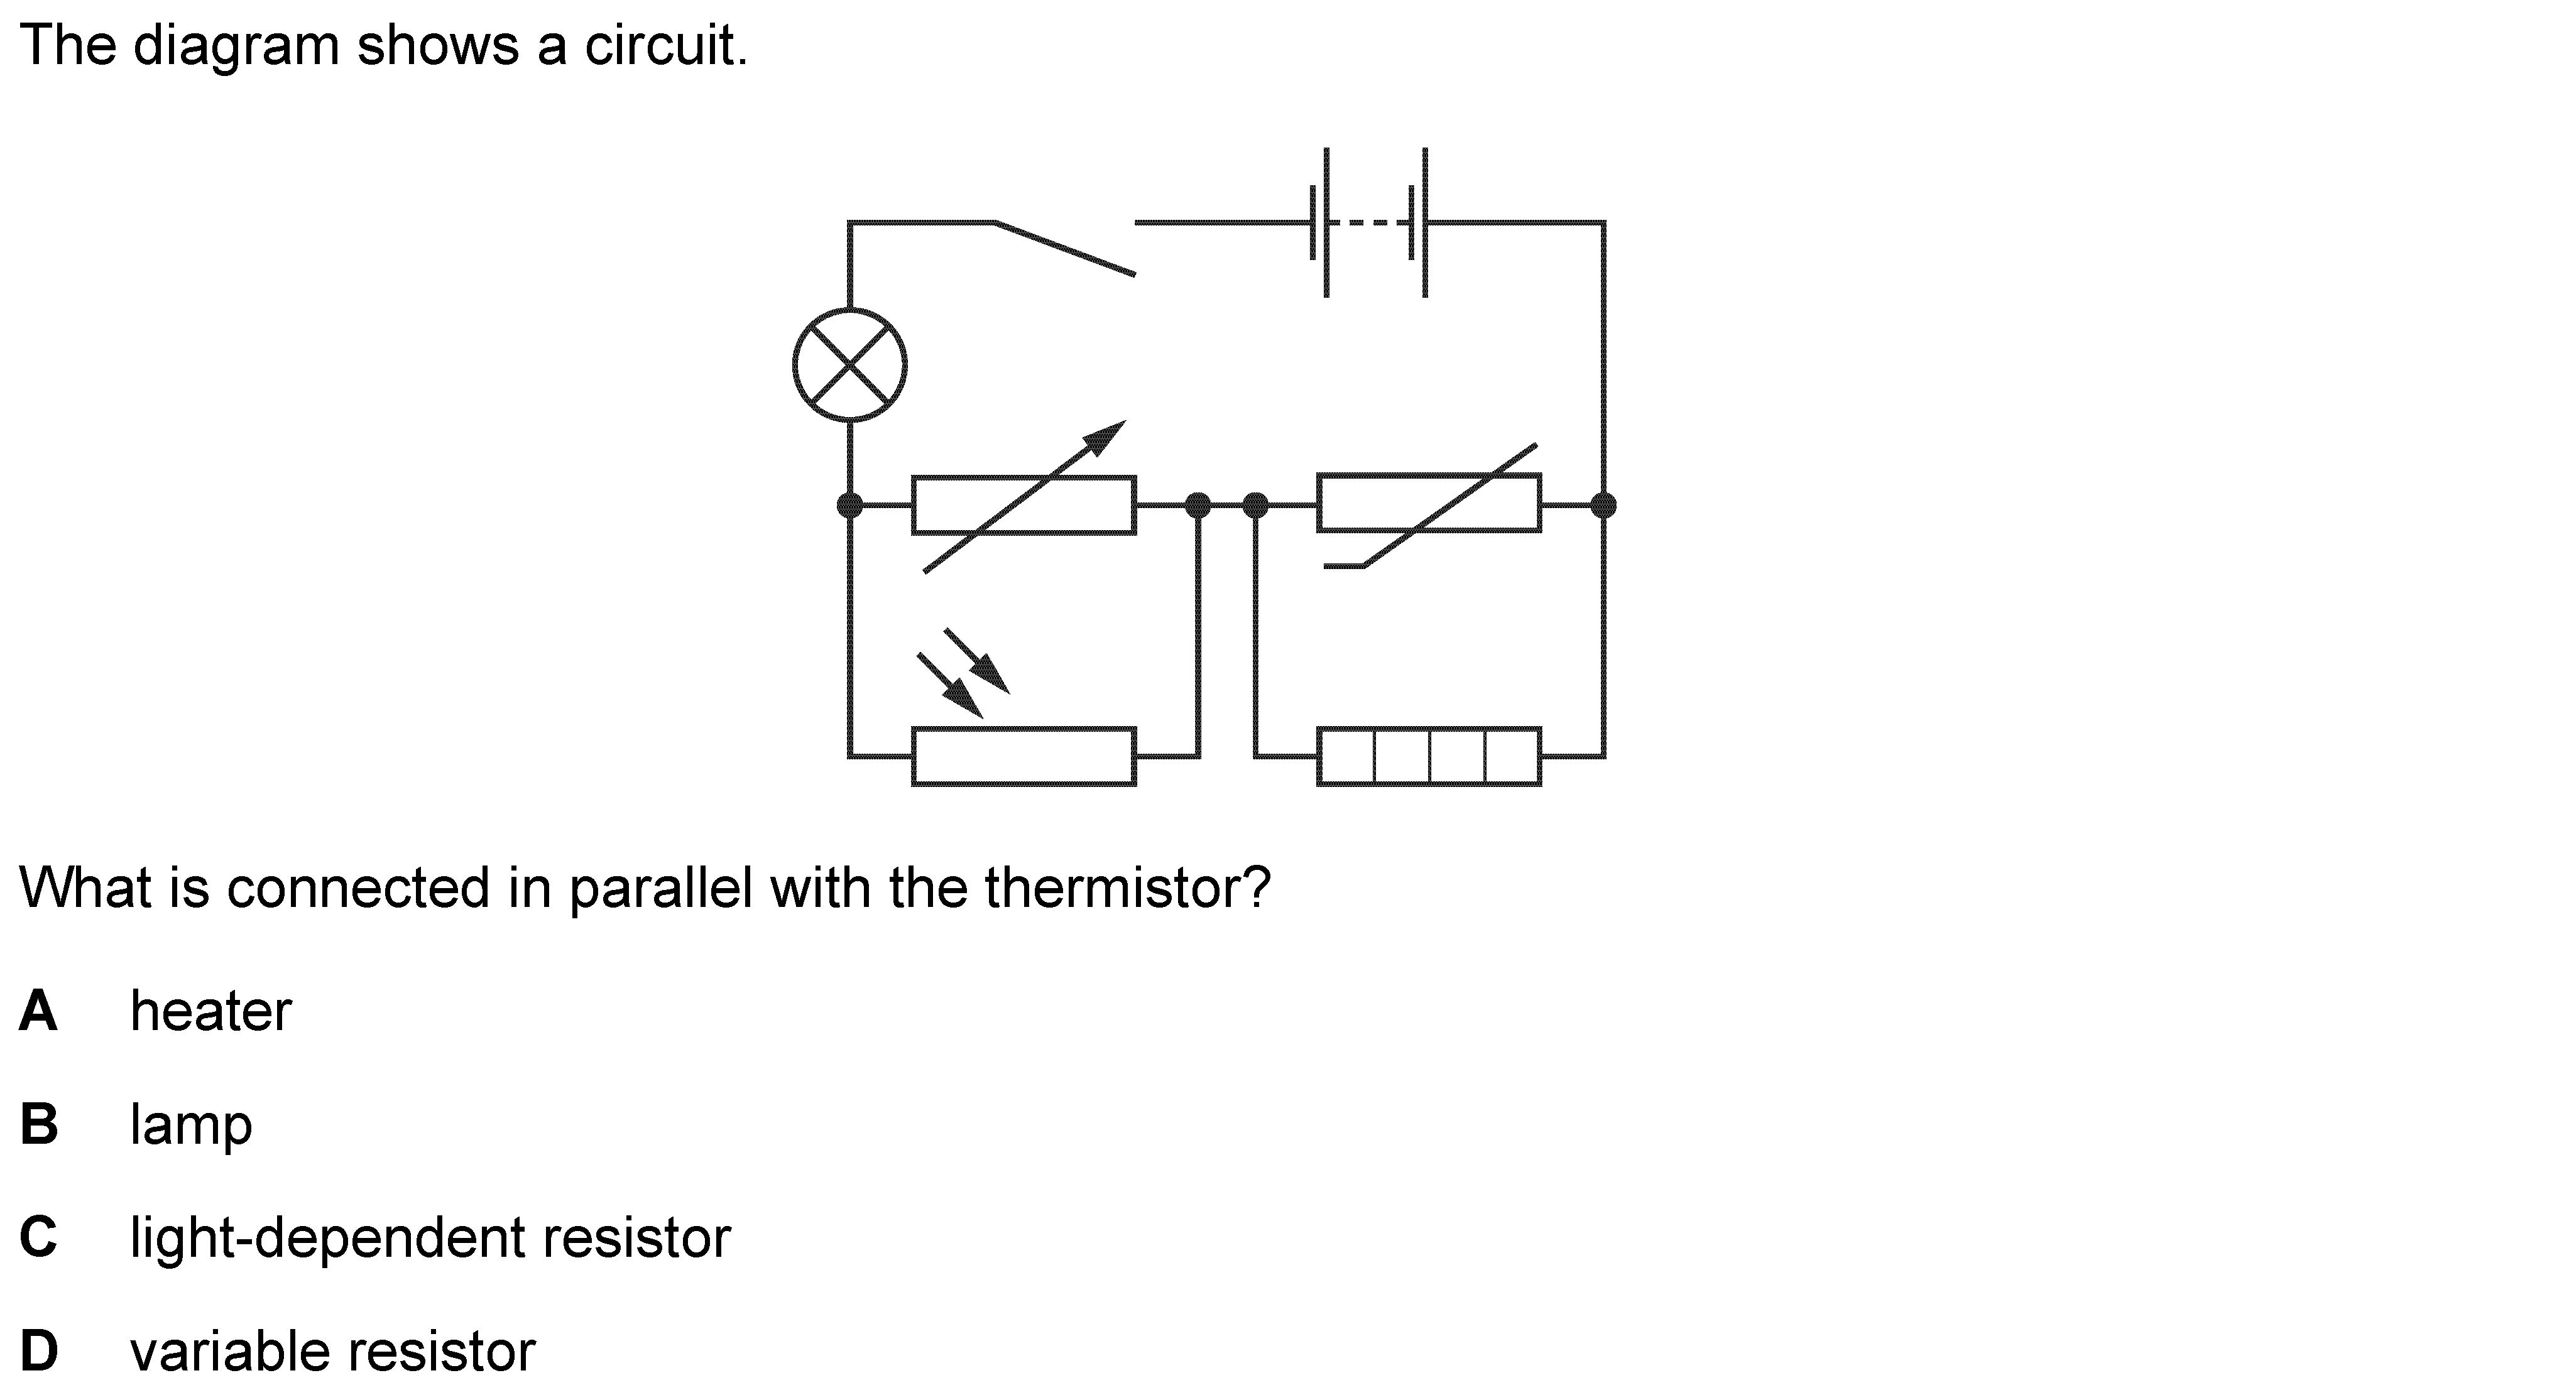 The diagram shows a circuit.
What is connected in parallel with the thermistor?
A heater
B lamp
C light-dependent resistor
D variable resistor